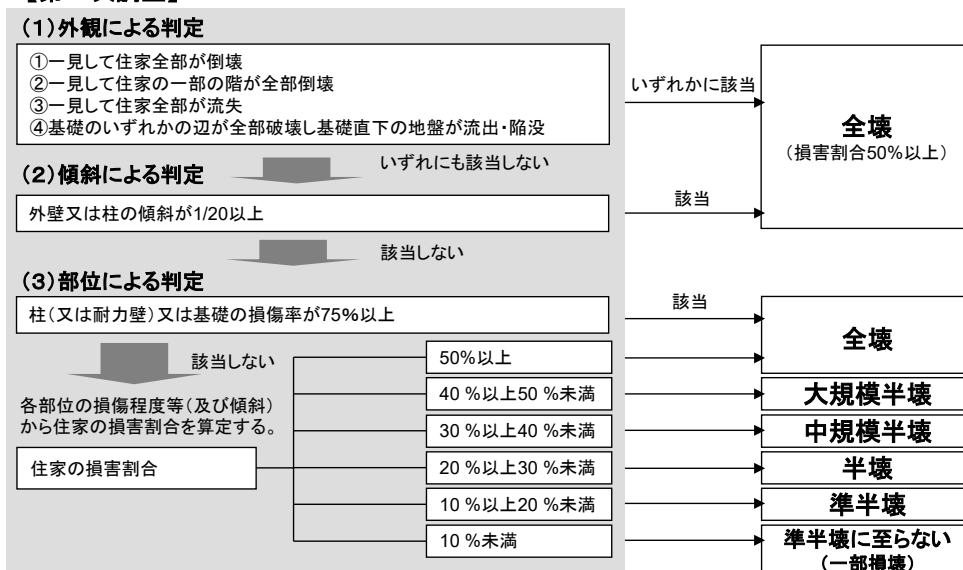 (1)外観による判定
①一見して住家全部が倒壊
②一見して住家の一部の階が全部倒壊
③一見して住家全部が流失
④基礎のいずれかの辺が全部破壊し基礎直下の地盤が流出・陥没
いずれかに該当
全壊
(損害割合50%以上)
いずれにも該当しない
(2)傾斜による判定
外壁又は柱の傾斜が1/20以上
該当
該当しない
(3)部位による判定
柱(又は耐力壁)又は基礎の損傷率が75%以上
該当
全壊
該当しない
各部位の損傷程度等(及び傾斜)
から住家の損害割合を算定する。
住家の損害割合
50%以上
40 %以上50 %未満
大規模半壊
30 %以上40 %未満
中規模半壊
20 %以上30 %未満
半壊
10 %以上20 %未満
準半壊
10 %未満
準半壊に至らない
(一部損壊)